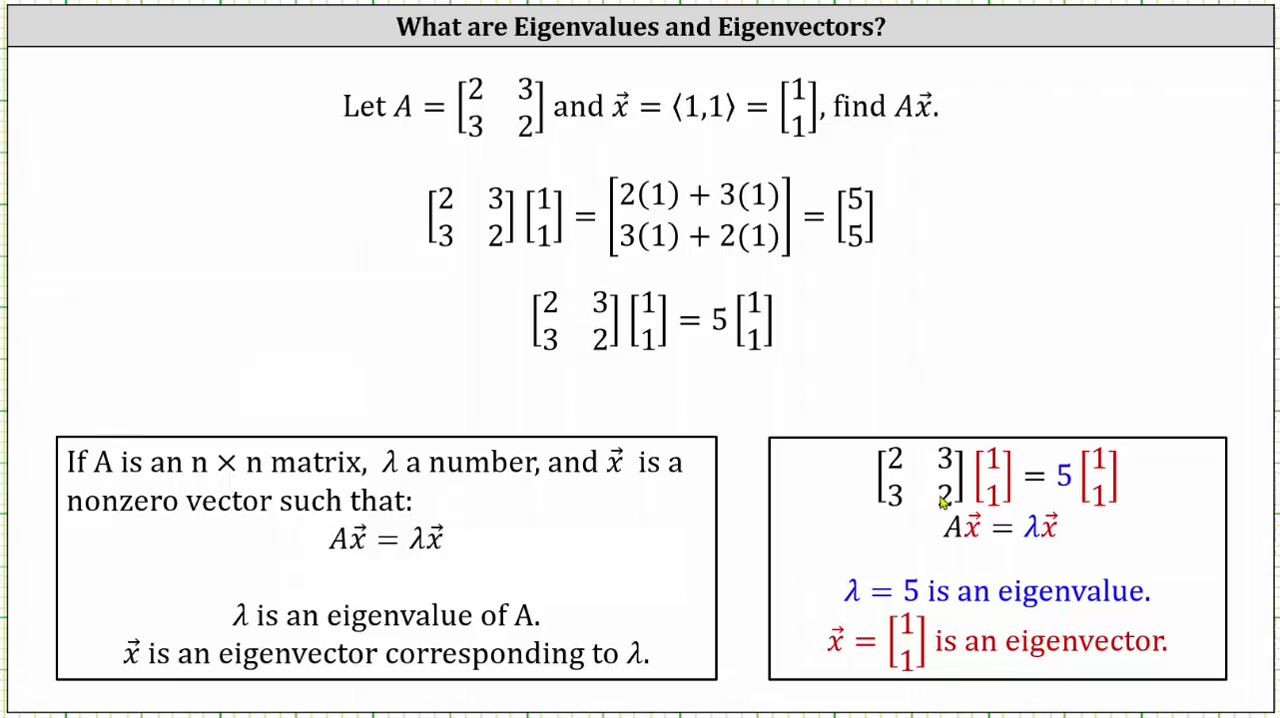 What are Eigenvalues and Eigenvectors?
Let A = [2 3; 3 2] and x⃗ = ⟨1,1⟩ = [1; 1], find Ax⃗.
[2 3; 3 2] [1; 1] = [2(1) + 3(1); 3(1) + 2(1)] = [5; 5]
[2 3; 3 2] [1; 1] = 5 [1; 1]
If A is an n × n matrix, λ a number, and x⃗ is a
nonzero vector such that:
Ax⃗ = λx⃗
λ is an eigenvalue of A.
x⃗ is an eigenvector corresponding to λ.
[2 3; 3 2] [1; 1] = 5 [1; 1]
Ax⃗ = λx⃗
λ = 5 is an eigenvalue.
x⃗ = [1; 1] is an eigenvector.